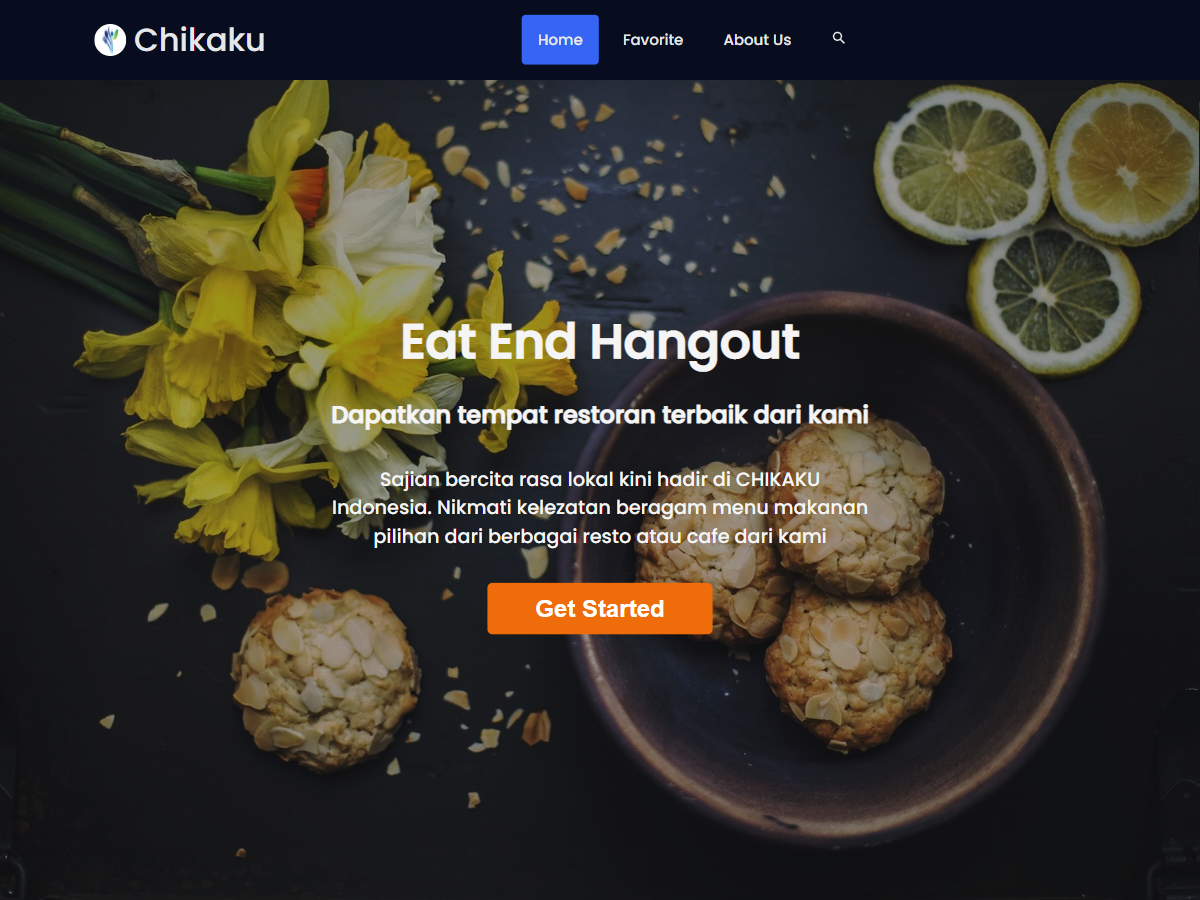 Chikaku
Home
Favorite
About Us
Eat End Hangout
Dapatkan tempat restoran terbaik dari kami
Sajian bercita rasa lokal kini hadir di CHIKAKU
Indonesia. Nikmati kelezatan beragam menu makanan
pilihan dari berbagai resto atau cafe dari kami
Get Started